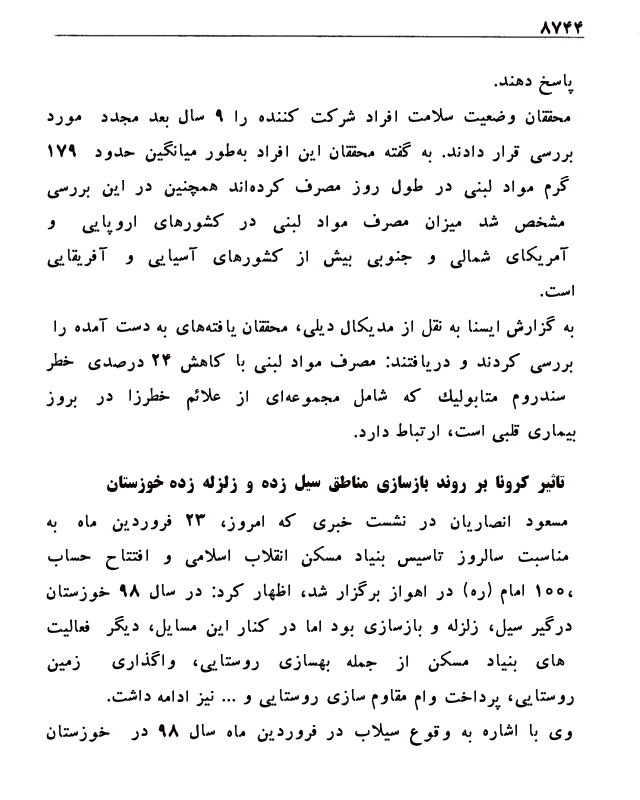 ۸۷۴۴
پاسخ دهند.
محققان وضعیت سلامت افراد شرکت کننده را ۹ سال بعد مجدد مورد
بررسی قرار دادند. به گفته محققان این افراد به‌طور میانگین حدود ۱۷۹
گرم مواد لبنی در طول روز مصرف کرده‌اند همچنین در این بررسی
مشخص شد میزان مصرف مواد لبنی در کشورهای اروپایی و
آمریکای شمالی و جنوبی بیش از کشورهای آسیایی و آفریقایی
است.
به گزارش ایسنا به نقل از مدیکال دیلی، محققان یافته‌های به دست آمده را
بررسی کردند و دریافتند: مصرف مواد لبنی با کاهش ۲۴ درصدی خطر
سندروم متابولیك که شامل مجموعه‌ای از علائم خطرزا در بروز
بیماری قلبی است، ارتباط دارد.
تاثیر کرونا بر روند بازسازی مناطق سیل زده و زلزله زده خوزستان
مسعود انصاریان در نشست خبری که امروز، ۲۳ فروردین ماه به
مناسبت سالروز تاسیس بنیاد مسکن انقلاب اسلامی و افتتاح حساب
۱۰۰، امام (ره) در اهواز برگزار شد، اظهار کرد: در سال ۹۸ خوزستان
درگیر سیل، زلزله و بازسازی بود اما در کنار این مسایل، دیگر فعالیت
های بنیاد مسکن از جمله بهسازی روستایی، واگذاری زمین
روستایی، پرداخت وام مقاوم سازی روستایی و ... نیز ادامه داشت.
وی با اشاره به وقوع سیلاب در فروردین ماه سال ۹۸ در خوزستان